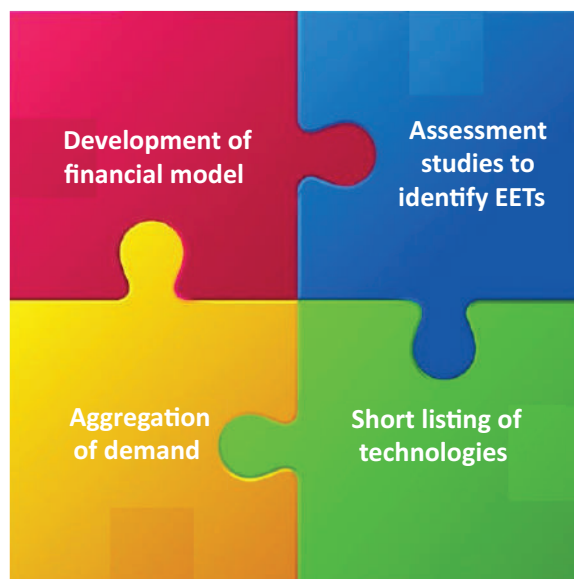 Development of
financial model
Assessment
studies to
identify EETs
Aggregation
of demand
Short listing of
technologies